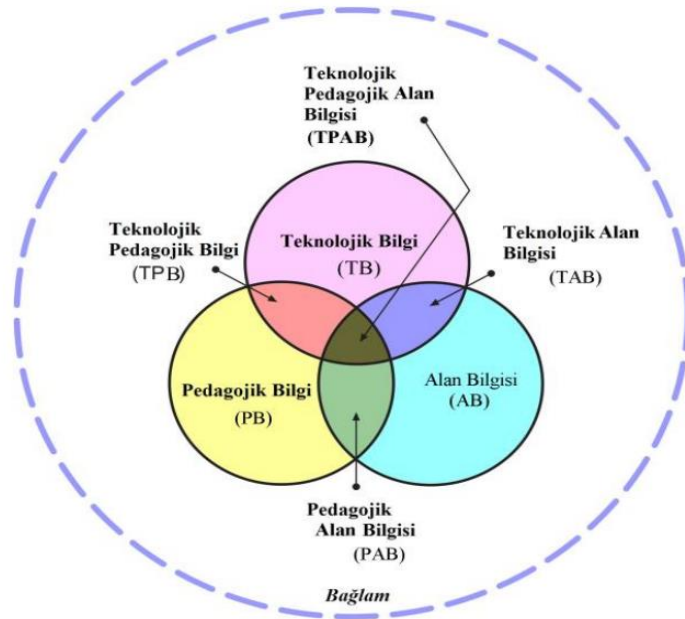 Teknolojik
Pedagojik Alan
Bilgisi
(TPAB)
Teknolojik
Pedagojik Bilgi
(TPB)
Teknolojik Bilgi
(TB)
Teknolojik Alan
Bilgisi
(TAB)
Pedagojik Bilgi
(PB)
Alan Bilgisi
(AB)
Pedagojik
Alan Bilgisi
(PAB)
Bağlam